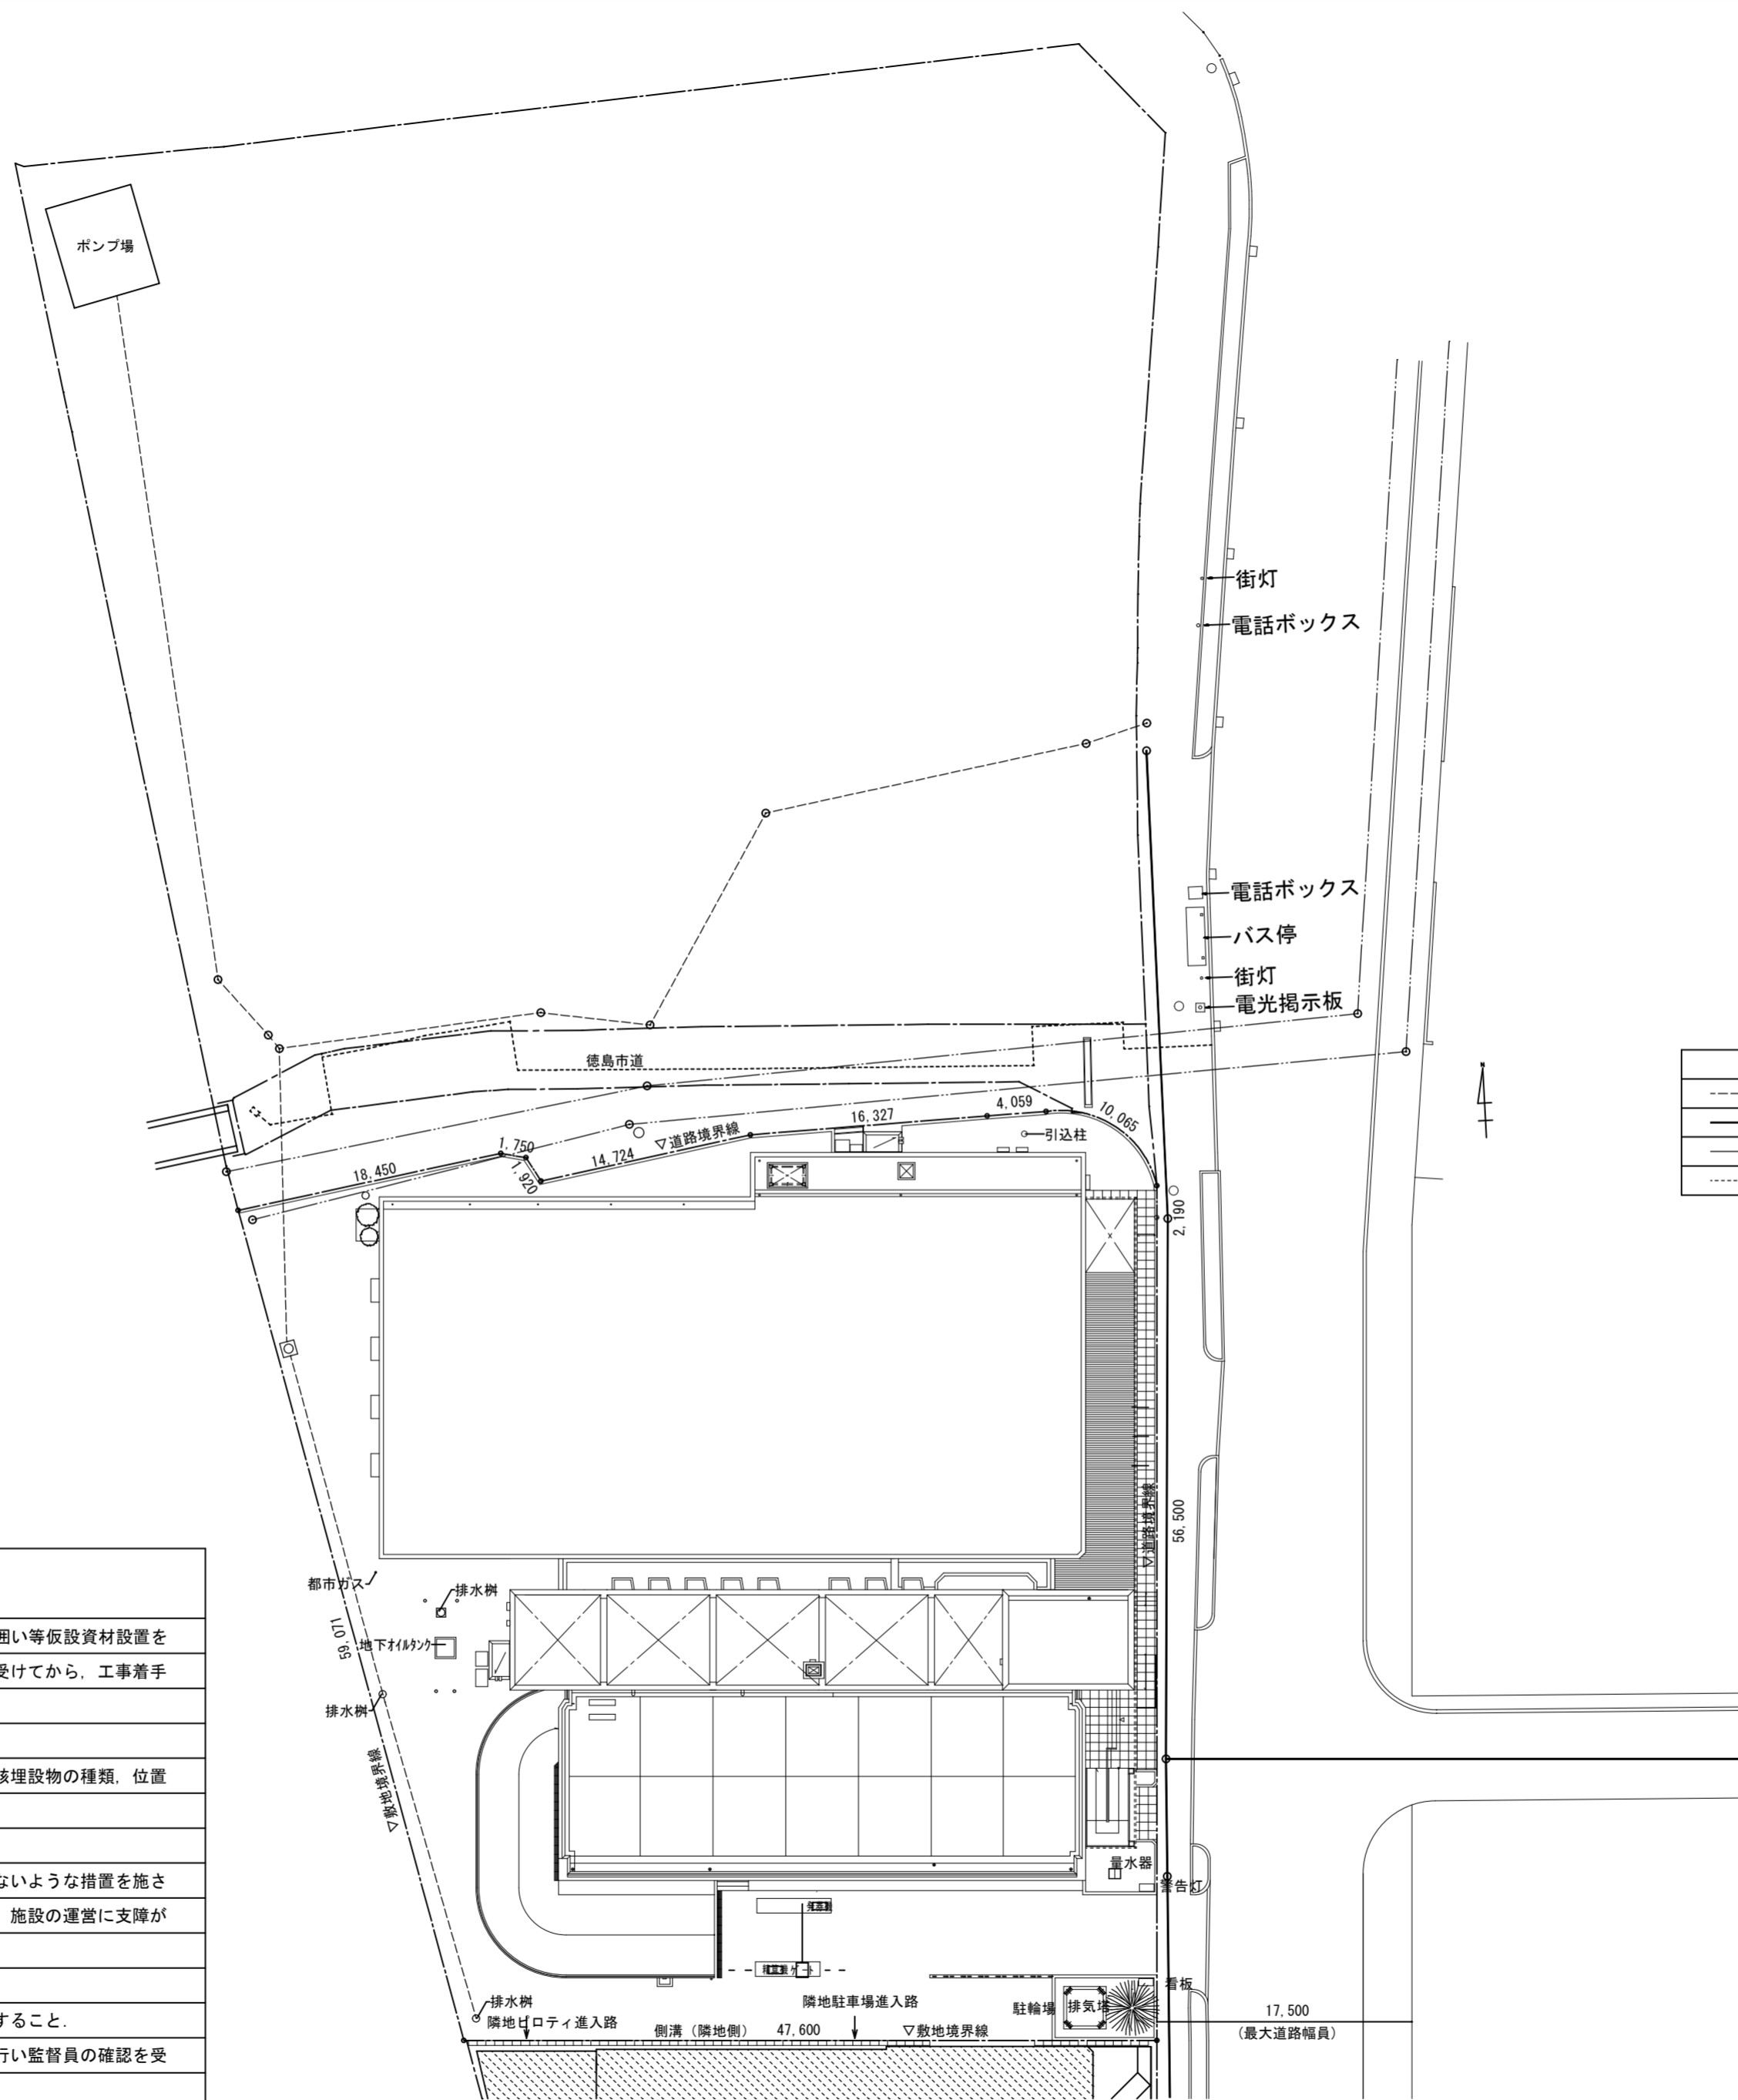 ポンプ場
街灯
電話ボックス
電話ボックス
バス停
街灯
電光掲示板
徳島市道
N
4,059
10,065
16,327
引込柱
▽道路境界線
1,750
14,724
18,450
1,920
2,190
56,500
▽道路境界線
都市ガス
排水桝
59,071
地下オイルタンク
排水桝
▽敷地境界線
量水器
警告灯
看板
駐輪場
排気塔
排水桝
隣地駐車場進入路
隣地ピロティ進入路
側溝（隣地側）
47,600
▽敷地境界線
17,500
（最大道路幅員）
囲い等仮設資材設置を
受けてから，工事着手
該埋設物の種類，位置
ないような措置を施さ
施設の運営に支障が
すること．
行い監督員の確認を受